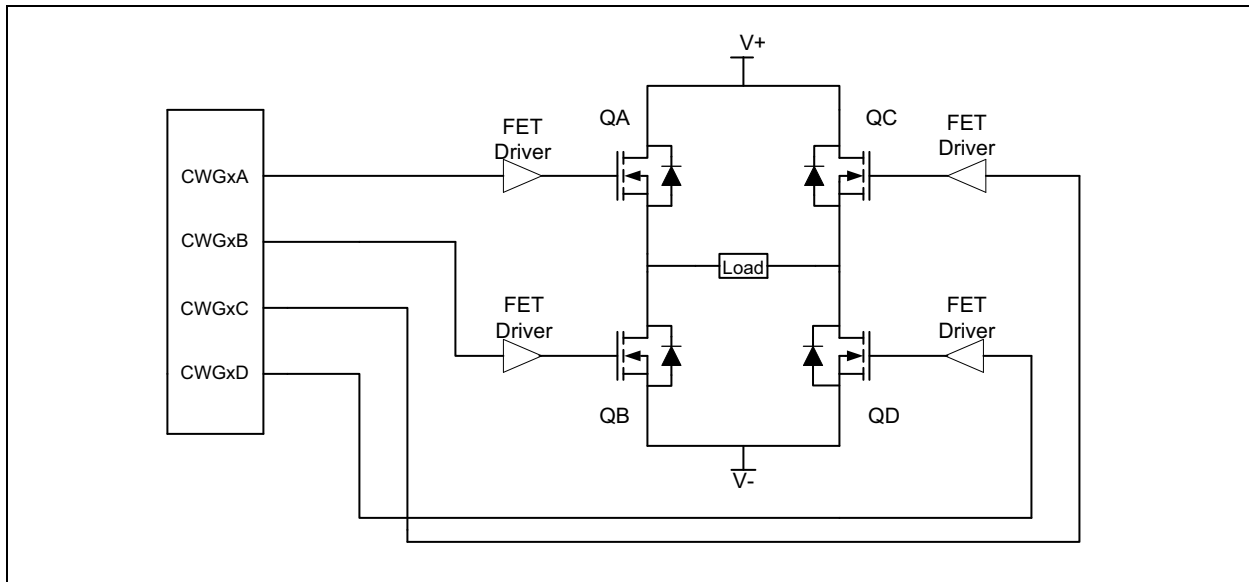 V+
QA
QC
FET
Driver
FET
Driver
CWGxA
CWGxB
CWGxC
CWGxD
Load
FET
Driver
FET
Driver
QB
QD
V-